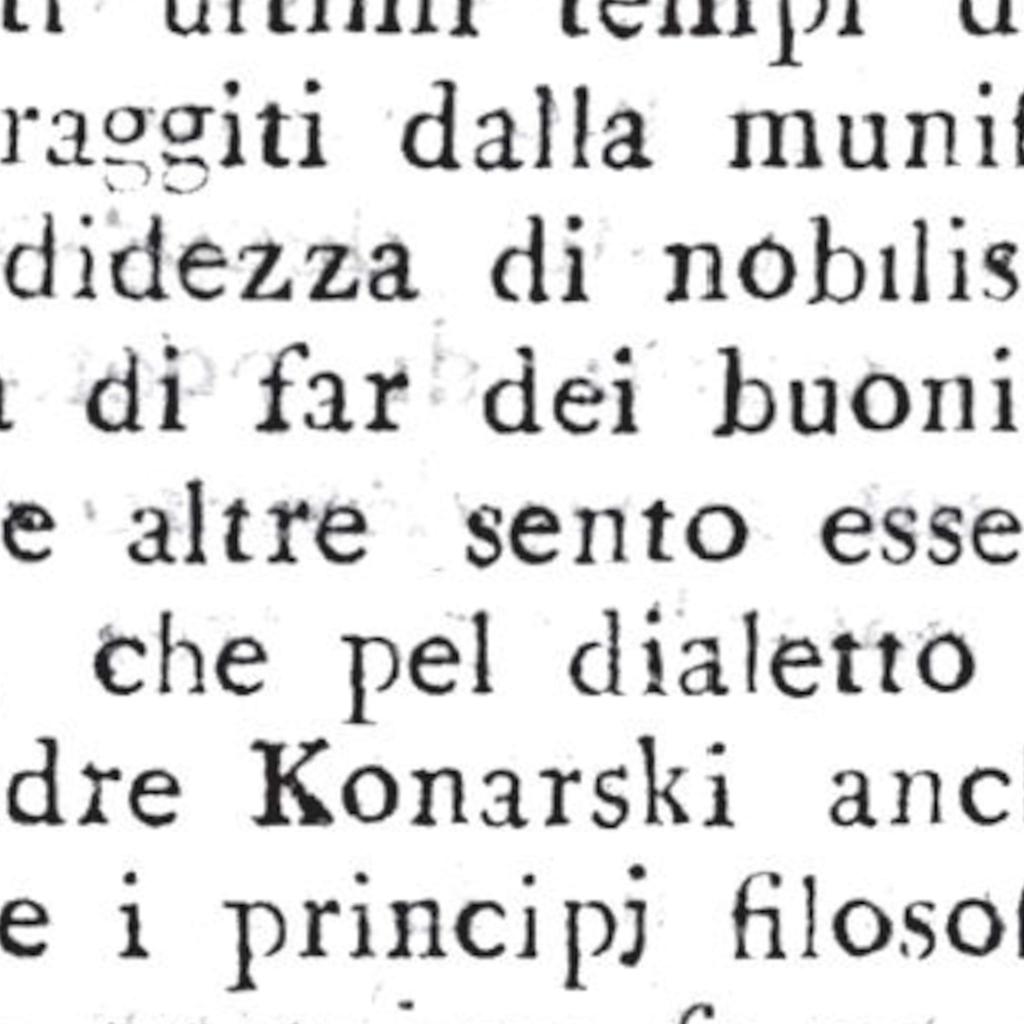 ti ultimi tempi d
raggiti dalla munif
didezza di nobilis
a di far dei buoni
e altre sento esse
che pel dialetto
dre Konarski anc
e i principj filosof